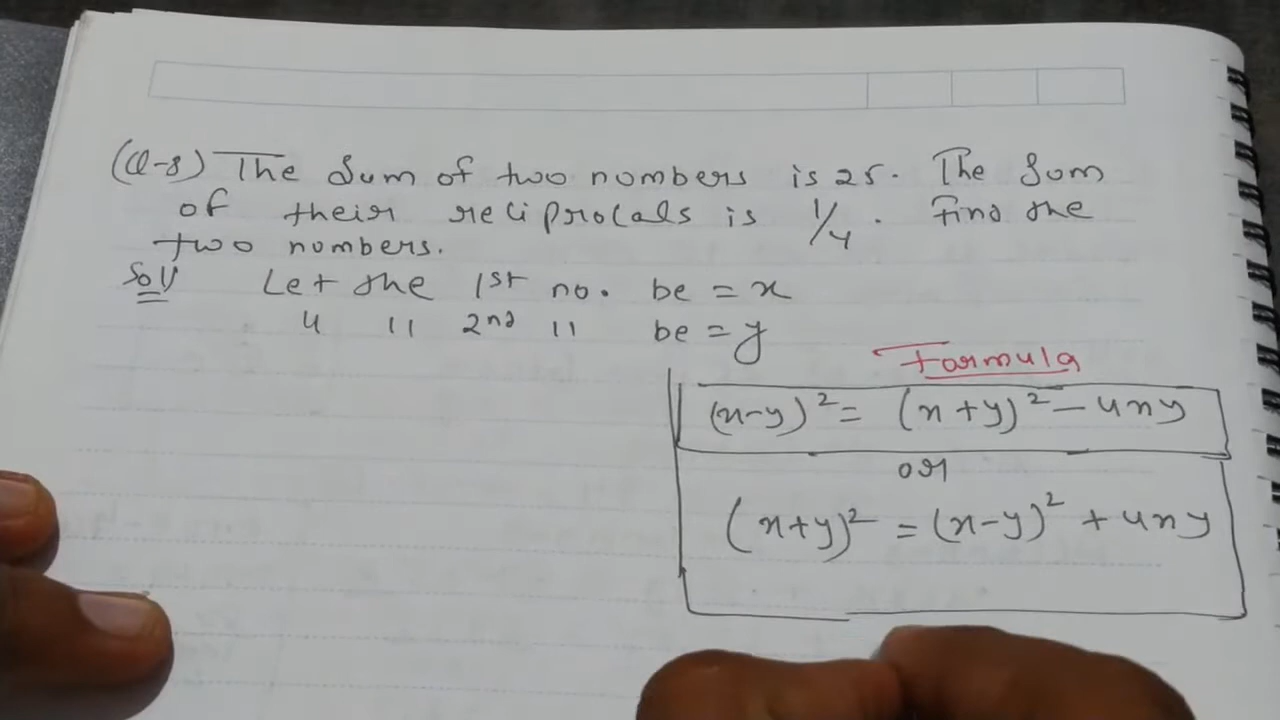 (Q-8) The Sum of two numbers is 25. The Sum
of their reciprocals is 1/4. Find the
two numbers.
Sol/ Let the 1st no. be = x
" " 2nd " be = y
Formula
(x-y)² = (x+y)² - 4xy
or
(x+y)² = (x-y)² + 4xy